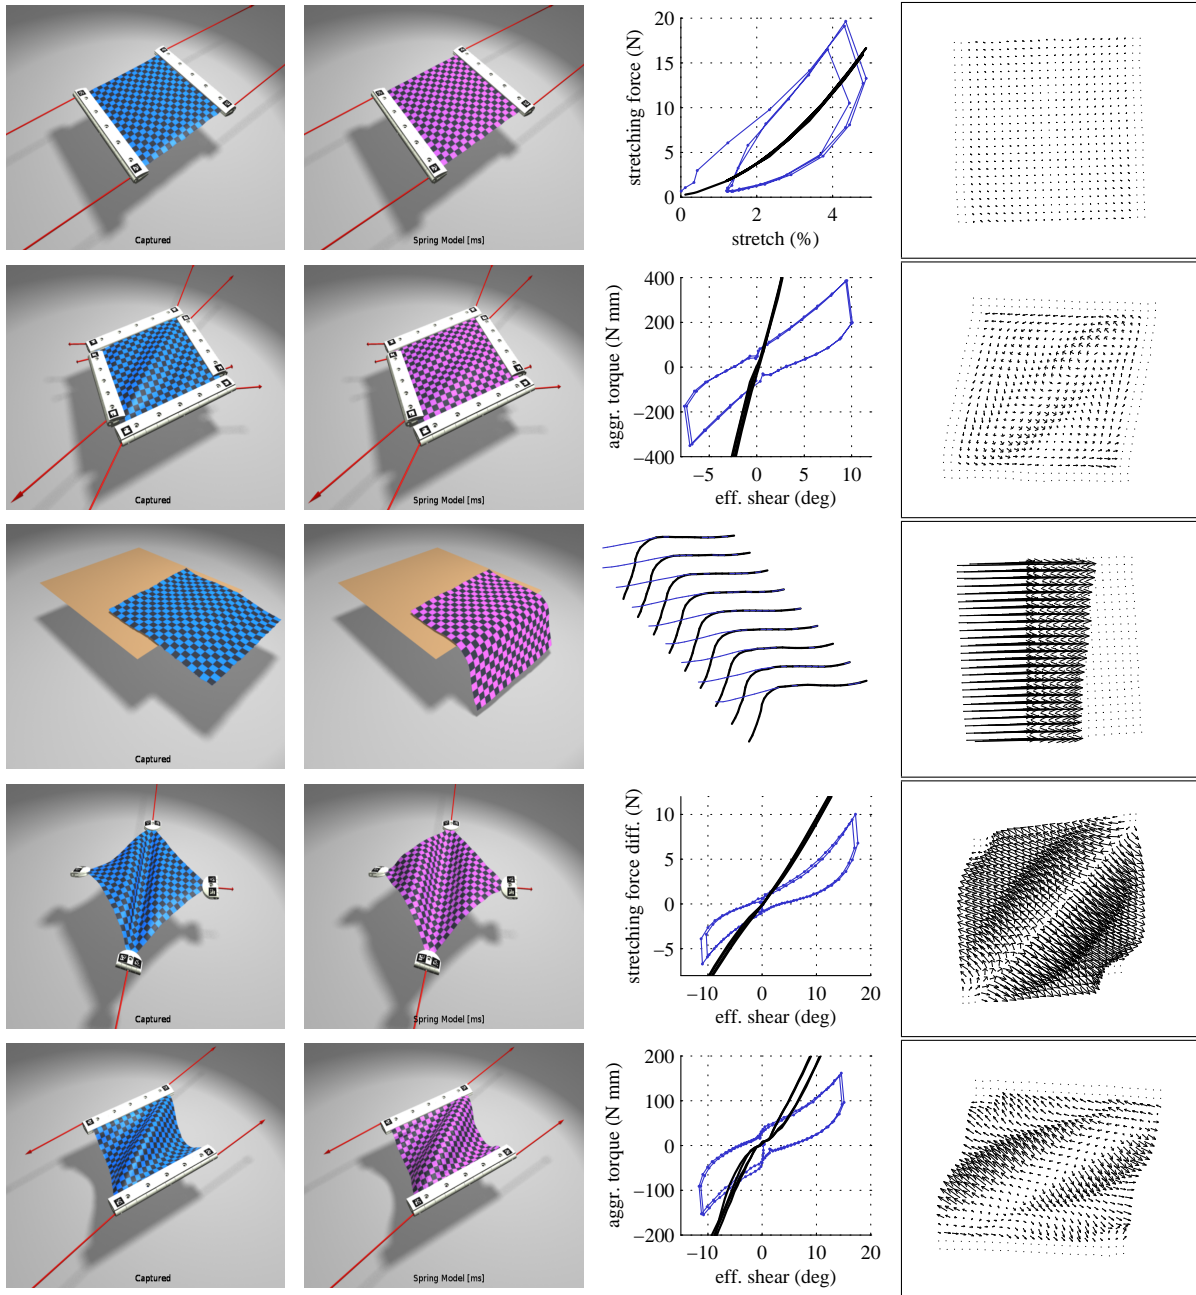 Captured
Spring Model [ms]
stretching force (N)
20
15
10
5
0
0 2 4
stretch (%)
Captured
Spring Model [ms]
aggr. torque (N mm)
400
200
0
−200
−400
−5 0 5 10
eff. shear (deg)
Captured
Spring Model [ms]
Captured
Spring Model [ms]
stretching force diff. (N)
10
5
0
−5
−10 0 10 20
eff. shear (deg)
Captured
Spring Model [ms]
aggr. torque (N mm)
200
100
0
−100
−200
−10 0 10 20
eff. shear (deg)